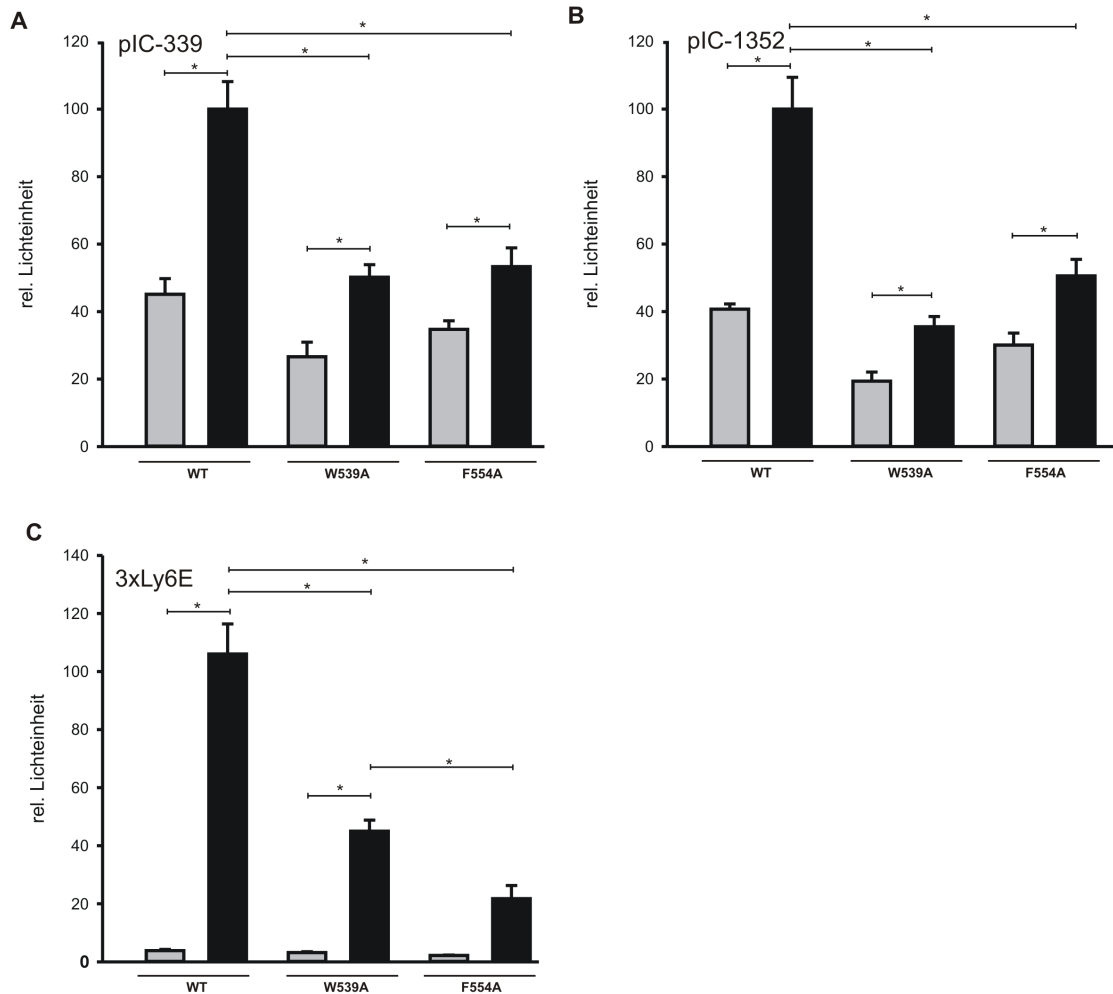 A
pIC-339
rel. Lichteinheit
120
100
80
60
40
20
0
*
*
*
*
*
WT
W539A
F554A
B
pIC-1352
rel. Lichteinheit
120
100
80
60
40
20
0
*
*
*
*
*
WT
W539A
F554A
C
3xLy6E
rel. Lichteinheit
140
120
100
80
60
40
20
0
*
*
*
*
*
WT
W539A
F554A